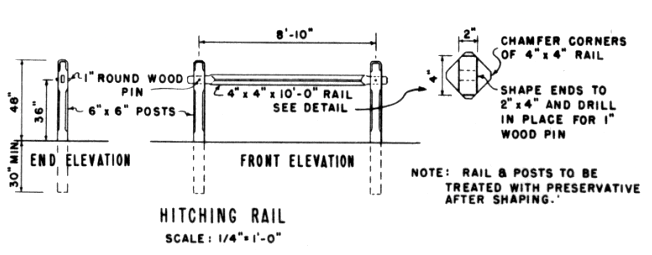 8'-10"
2"
CHAMFER CORNERS
OF 4"x 4" RAIL
1" ROUND WOOD
PIN
4"
48"
36"
6"x 6" POSTS
4"x 4"x 10'-0" RAIL
SEE DETAIL
SHAPE ENDS TO
2"x 4" AND DRILL
IN PLACE FOR 1"
WOOD PIN
30" MIN.
END ELEVATION
FRONT ELEVATION
NOTE: RAIL & POSTS TO BE
TREATED WITH PRESERVATIVE
AFTER SHAPING.
HITCHING RAIL
SCALE: 1/4"=1'-0"